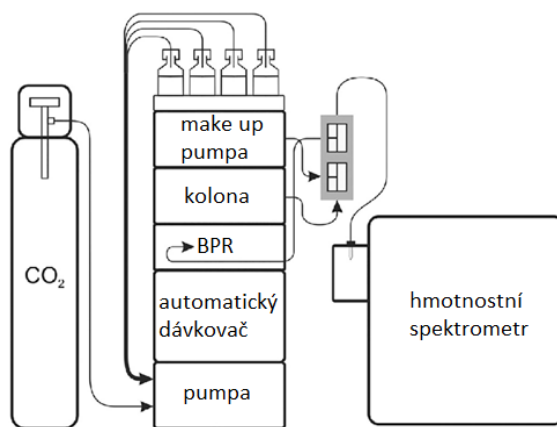 make up
pumpa
kolona
BPR
CO₂
automatický
dávkovač
hmotnostní
spektrometr
pumpa